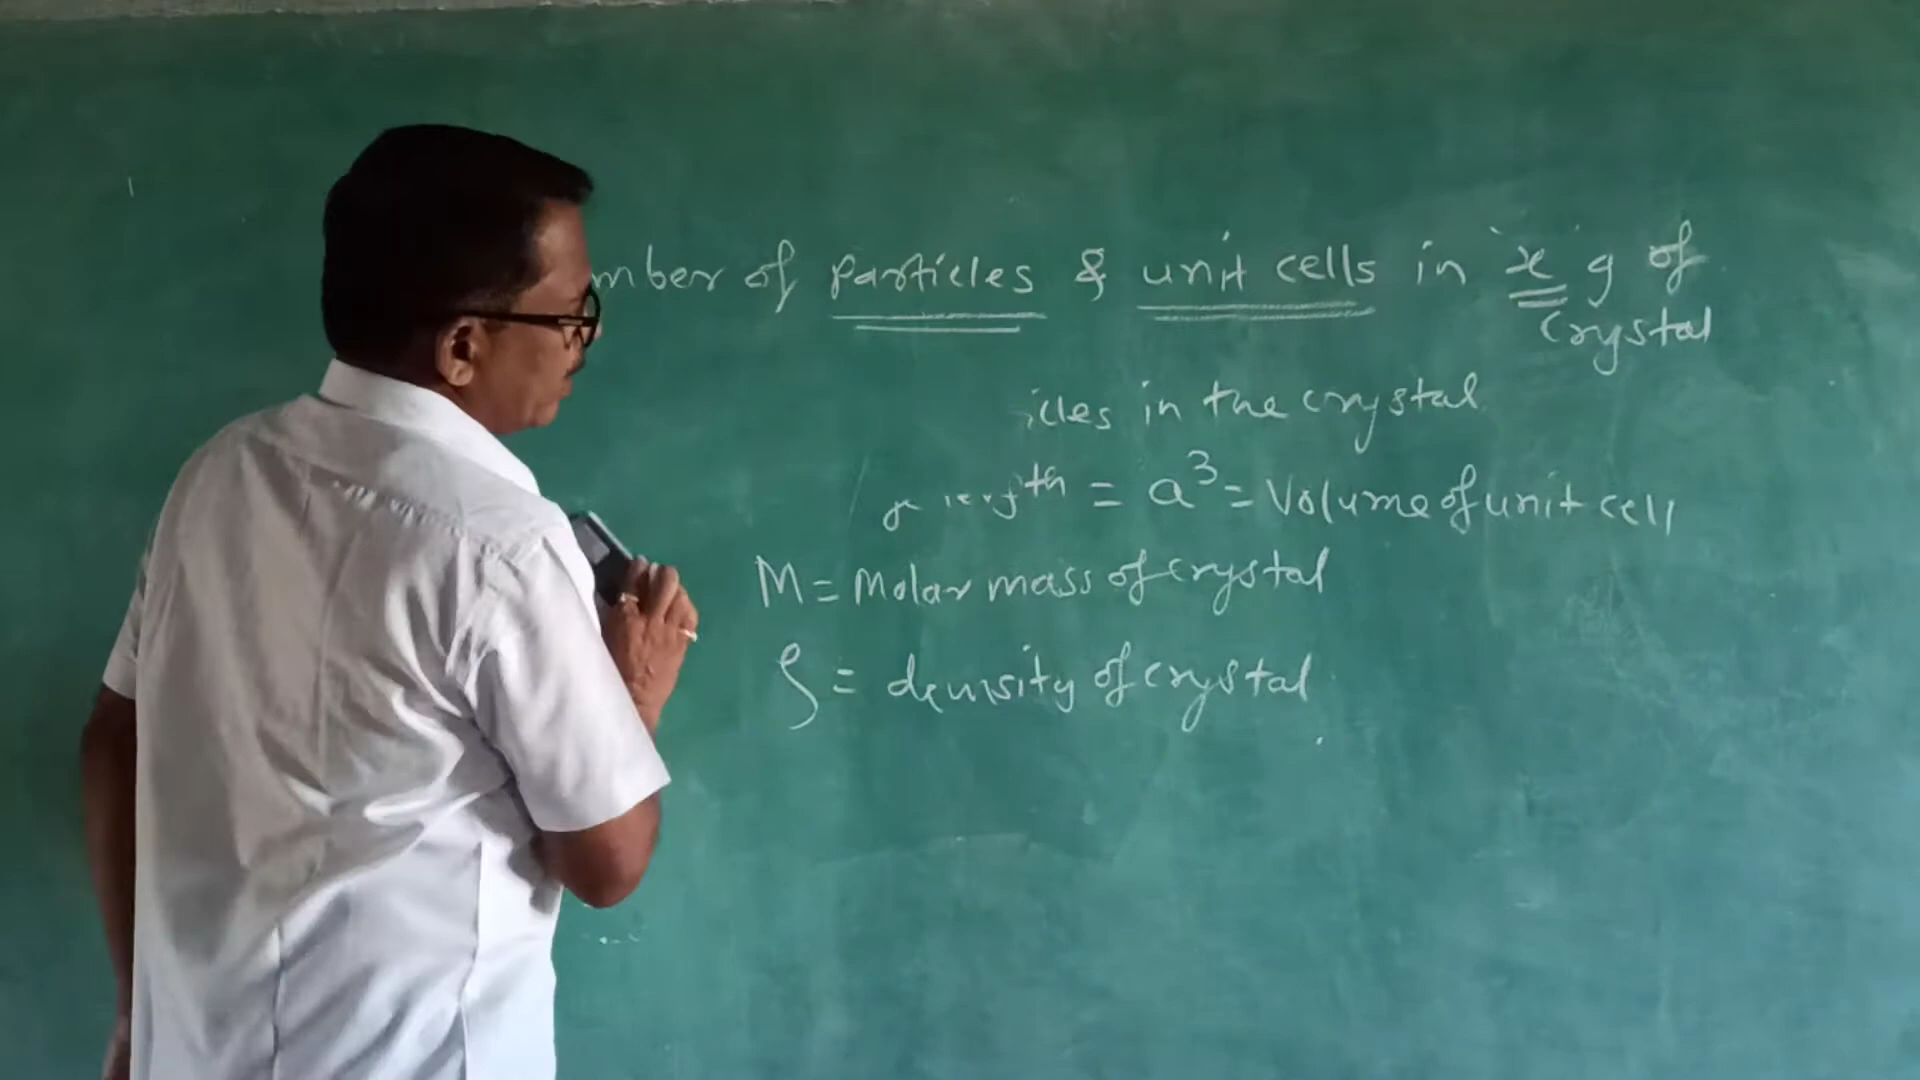 mber of particles & unit cells in 'x' g of
crystal
icles in the crystal
length = a³ = Volume of unit cell
M = Molar mass of crystal
ρ = density of crystal